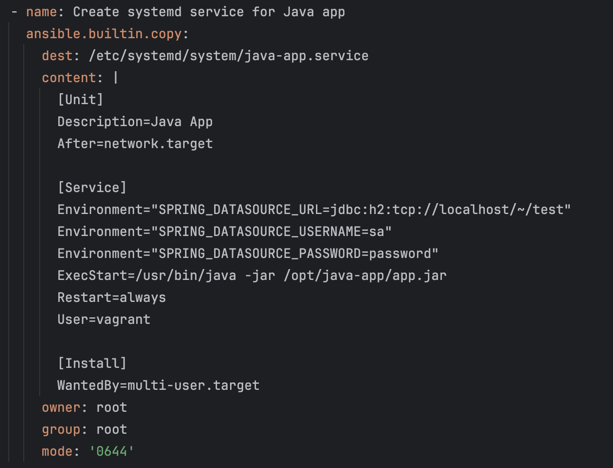 - name: Create systemd service for Java app
  ansible.builtin.copy:
    dest: /etc/systemd/system/java-app.service
    content: |
      [Unit]
      Description=Java App
      After=network.target

      [Service]
      Environment="SPRING_DATASOURCE_URL=jdbc:h2:tcp://localhost/~/test"
      Environment="SPRING_DATASOURCE_USERNAME=sa"
      Environment="SPRING_DATASOURCE_PASSWORD=password"
      ExecStart=/usr/bin/java -jar /opt/java-app/app.jar
      Restart=always
      User=vagrant

      [Install]
      WantedBy=multi-user.target
    owner: root
    group: root
    mode: '0644'